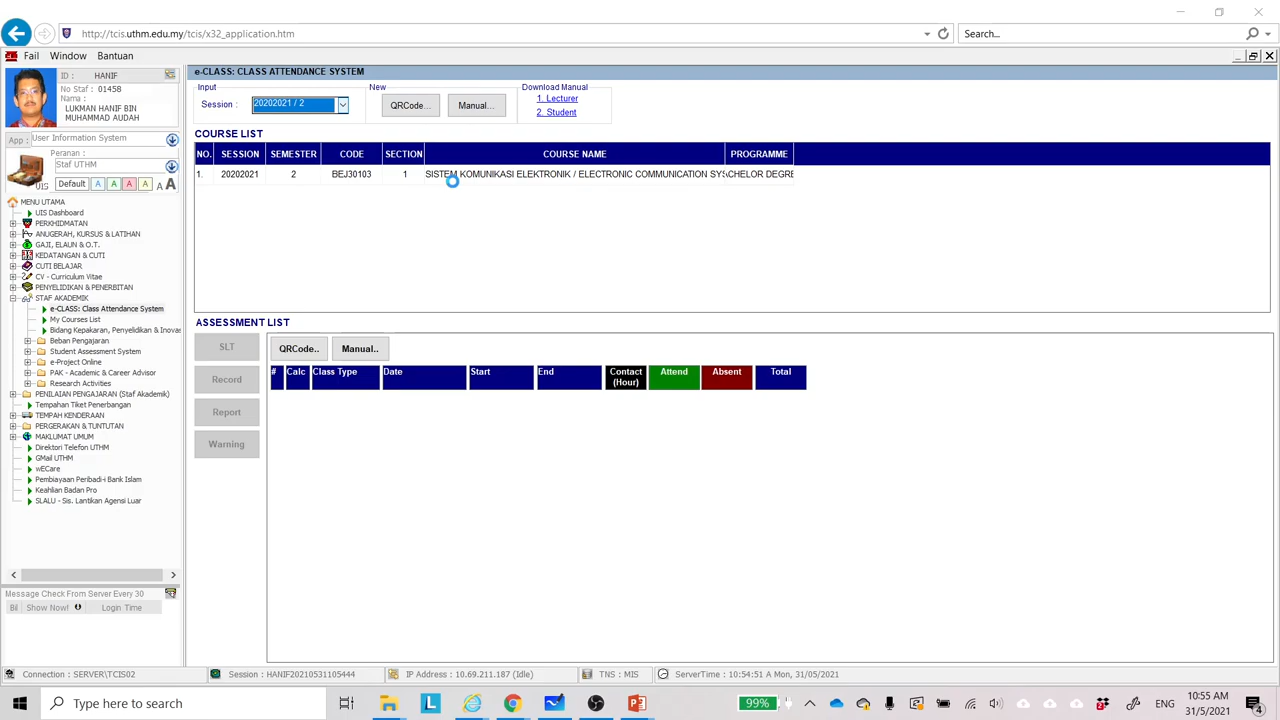 http://tcis.uthm.edu.my/tcis/x32_application.htm
Search...
Fail Window Bantuan
ID : HANIF
No Staf : 01458
Nama :
LUKMAN HANIF BIN
MUHAMMAD AUDAH
App : User Information System
Peranan :
Staf UTHM
UIS
Default A A A A A A
MENU UTAMA
UIS Dashboard
PERKHIDMATAN
ANUGERAH, KURSUS & LATIHAN
GAJI, ELAUN & O.T.
KEDATANGAN & CUTI
CUTI BELAJAR
CV - Curriculum Vitae
PENYELIDIKAN & PENERBITAN
STAF AKADEMIK
e-CLASS: Class Attendance System
My Courses List
Bidang Kepakaran, Penyelidikan & Inovas
Beban Pengajaran
Student Assessment System
e-Project Online
PAK - Academic & Career Advisor
Research Activities
PENILAIAN PENGAJARAN (Staf Akademik)
Tempahan Tiket Penerbangan
TEMPAH KENDERAAN
PERGERAKAN & TUNTUTAN
MAKLUMAT UMUM
Direktori Telefon UTHM
GMail UTHM
wECare
Pembiayaan Peribadi-i Bank Islam
Keahlian Badan Pro
SLALU - Sis. Lantikan Agensi Luar
Message Check From Server Every 30
Bil Show Now! Login Time
e-CLASS: CLASS ATTENDANCE SYSTEM
Input
Session : 20202021 / 2
New
QRCode... Manual...
Download Manual
1. Lecturer
2. Student
COURSE LIST
NO. SESSION SEMESTER CODE SECTION COURSE NAME PROGRAMME
1. 20202021 2 BEJ30103 1 SISTEM KOMUNIKASI ELEKTRONIK / ELECTRONIC COMMUNICATION SYS CHELOR DEGRE
ASSESSMENT LIST
SLT
Record
Report
Warning
QRCode.. Manual..
# Calc Class Type Date Start End Contact (Hour) Attend Absent Total
Connection : SERVER\TCIS02 Session : HANIF20210531105444 IP Address : 10.69.211.187 (Idle) TNS : MIS ServerTime : 10:54:51 A Mon, 31/05/2021
Type here to search
99%
ENG
10:55 AM
31/5/2021
4